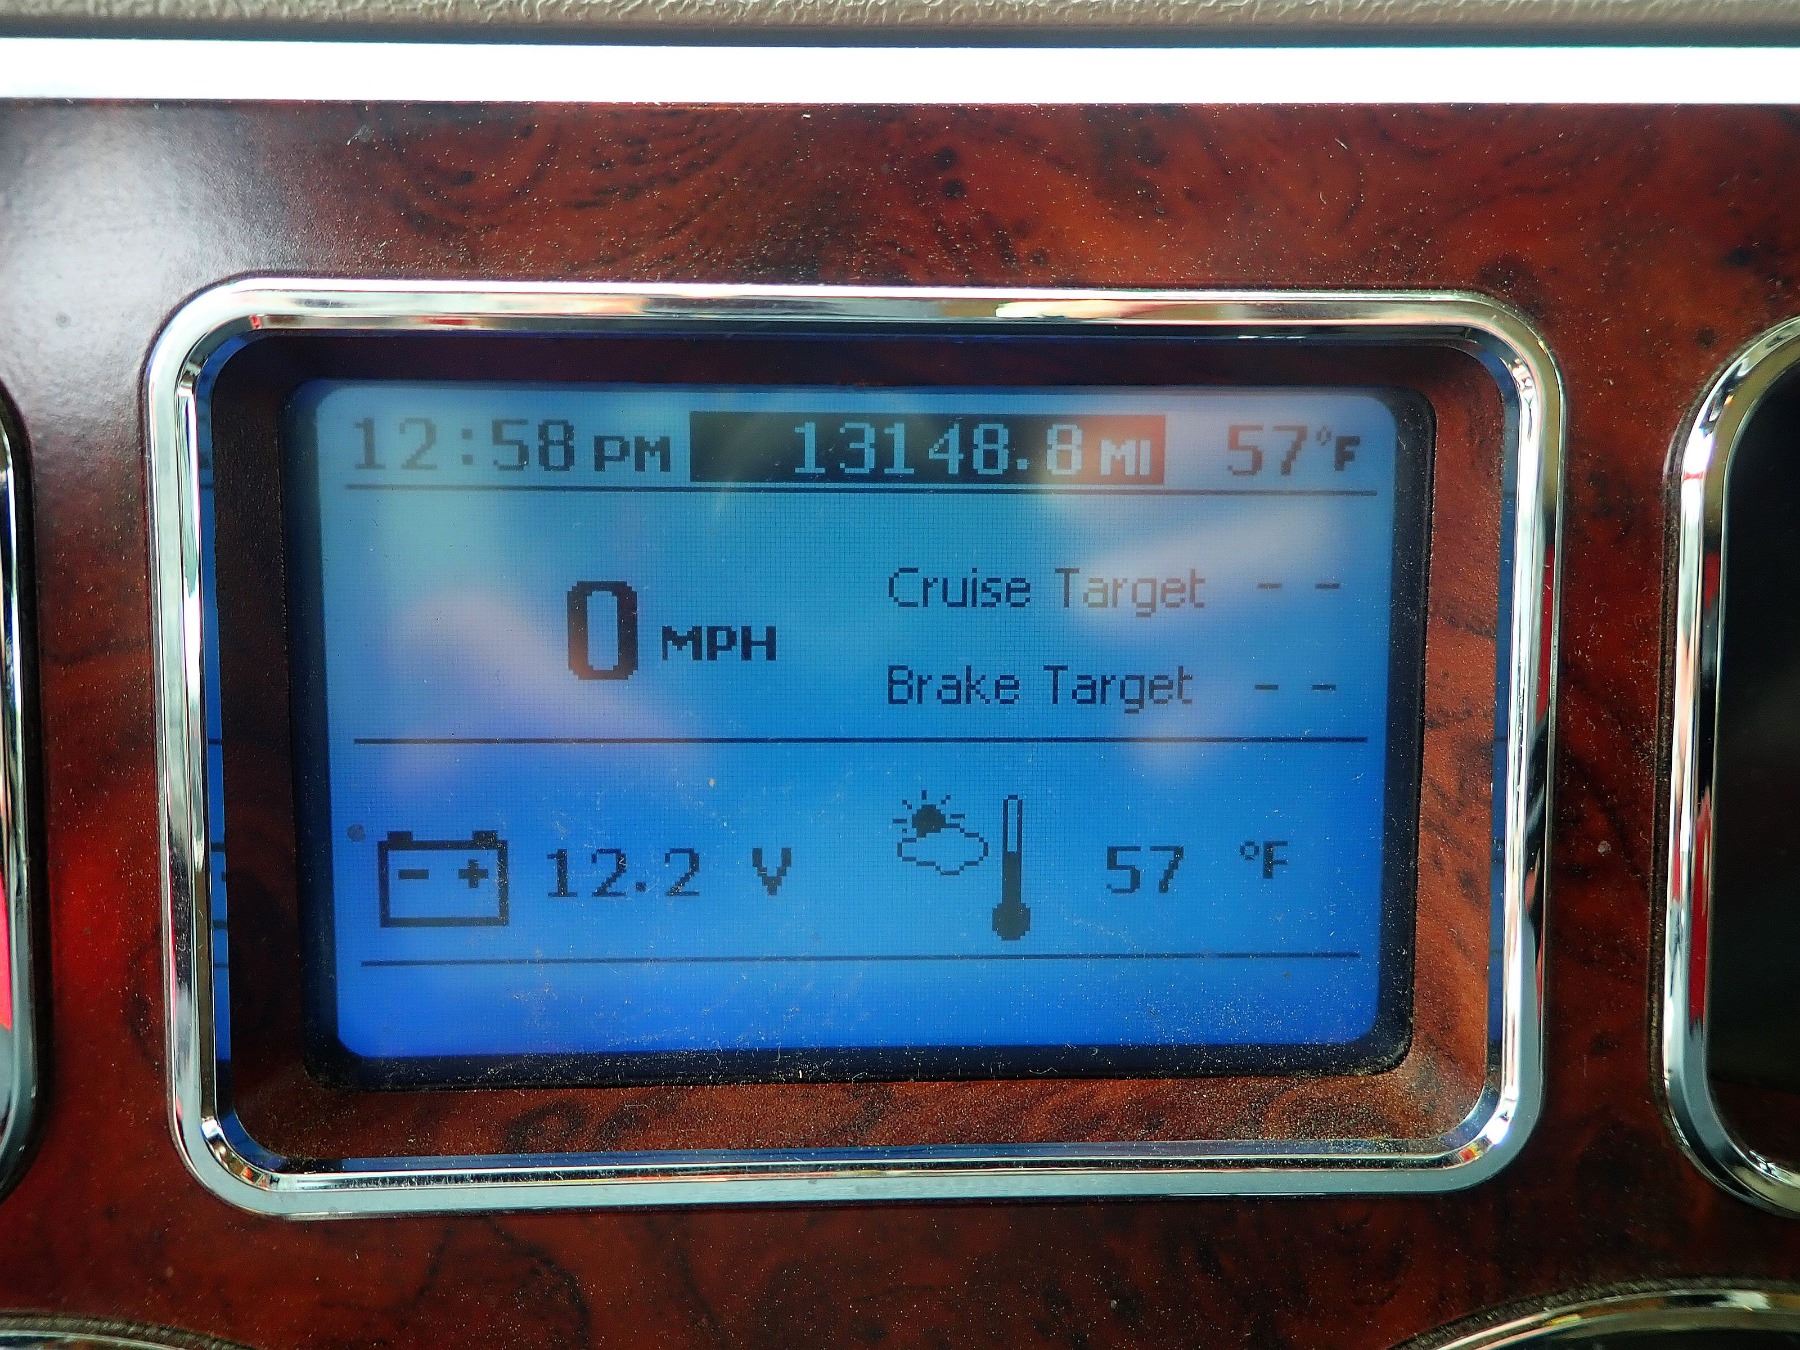 12:58 PM 13148.8 MI 57°F
0 MPH
Cruise Target - -
Brake Target - -
- + 12.2 V 57 °F